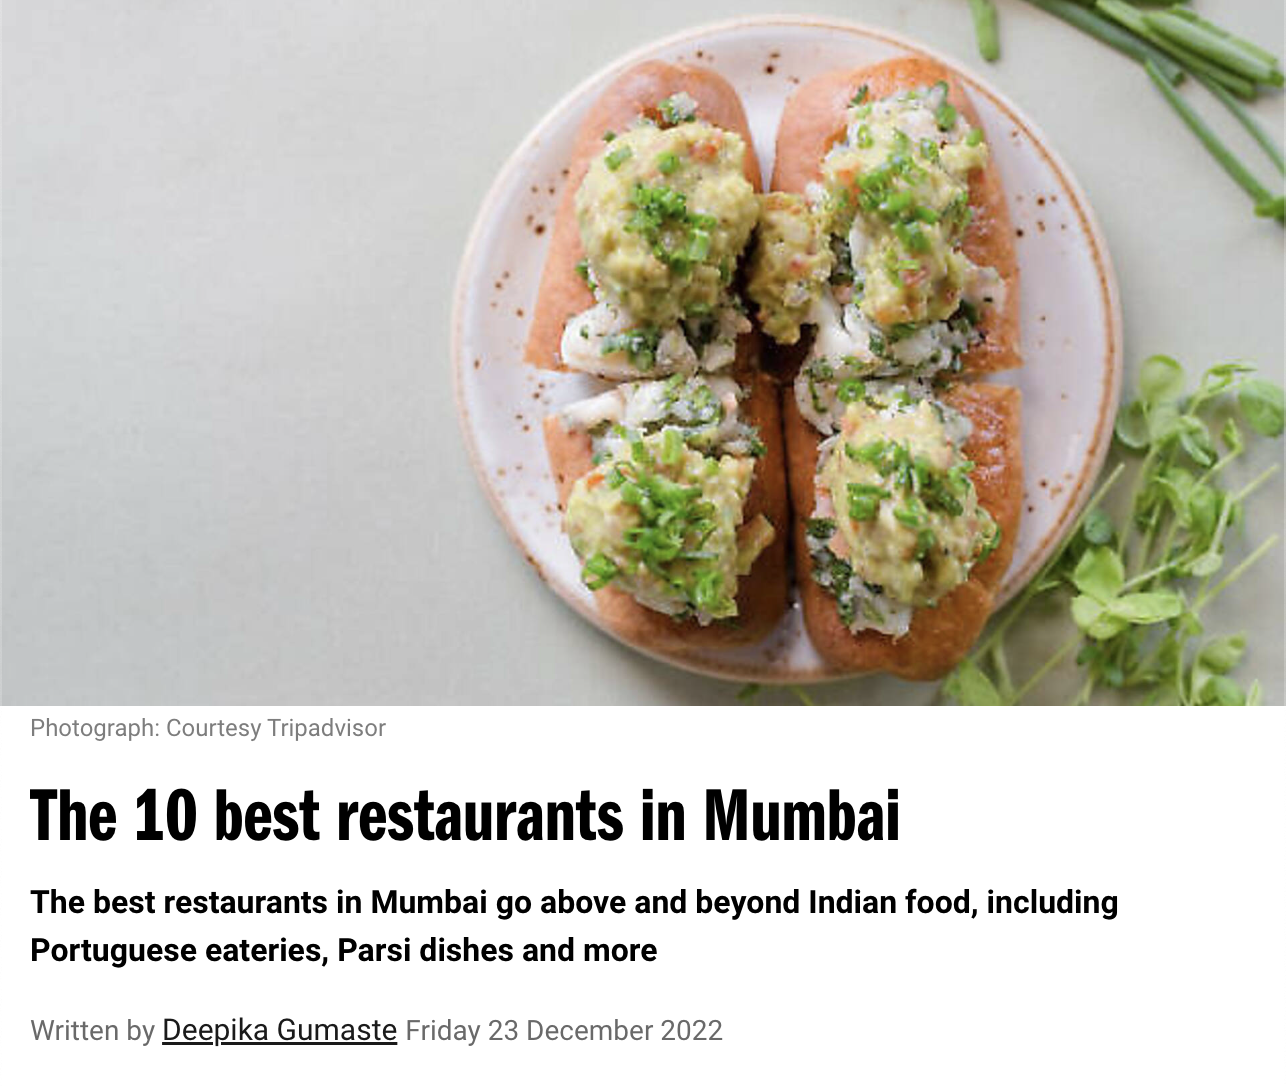 Photograph: Courtesy Tripadvisor
The 10 best restaurants in Mumbai
The best restaurants in Mumbai go above and beyond Indian food, including
Portuguese eateries, Parsi dishes and more
Written by Deepika Gumaste Friday 23 December 2022